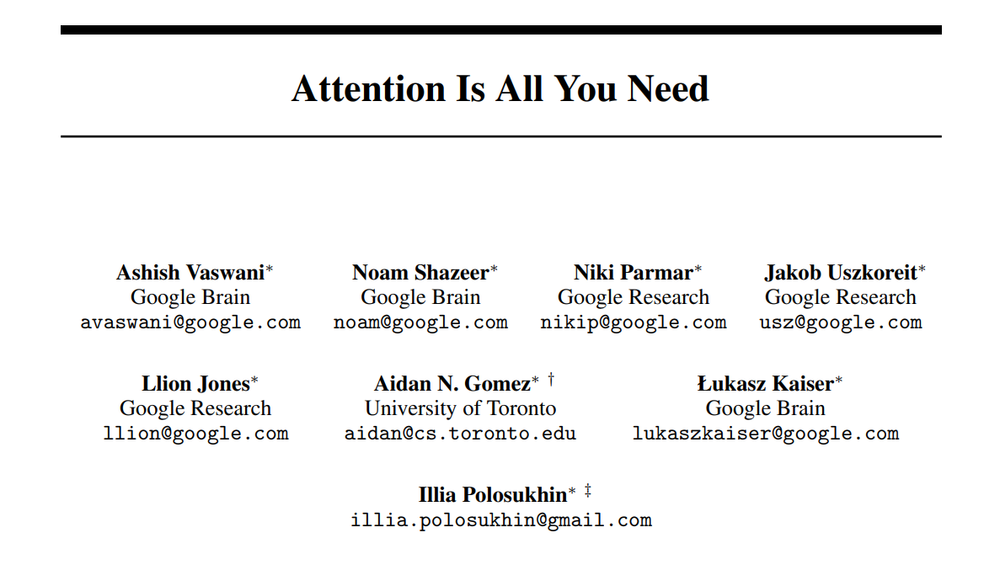 Attention Is All You Need
Ashish Vaswani* Noam Shazeer* Niki Parmar* Jakob Uszkoreit*
Google Brain Google Brain Google Research Google Research
avaswani@google.com noam@google.com nikip@google.com usz@google.com
Llion Jones* Aidan N. Gomez* † Łukasz Kaiser*
Google Research University of Toronto Google Brain
llion@google.com aidan@cs.toronto.edu lukaszkaiser@google.com
Illia Polosukhin* ‡
illia.polosukhin@gmail.com